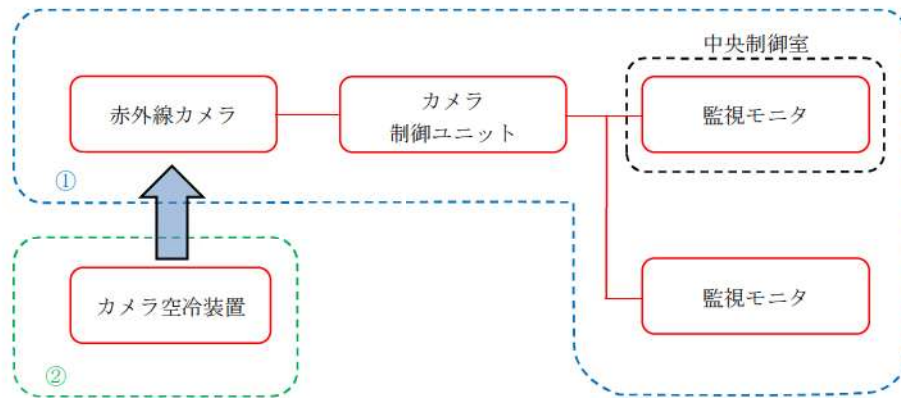 中央制御室
赤外線カメラ
カメラ
制御ユニット
監視モニタ
①
カメラ空冷装置
監視モニタ
②